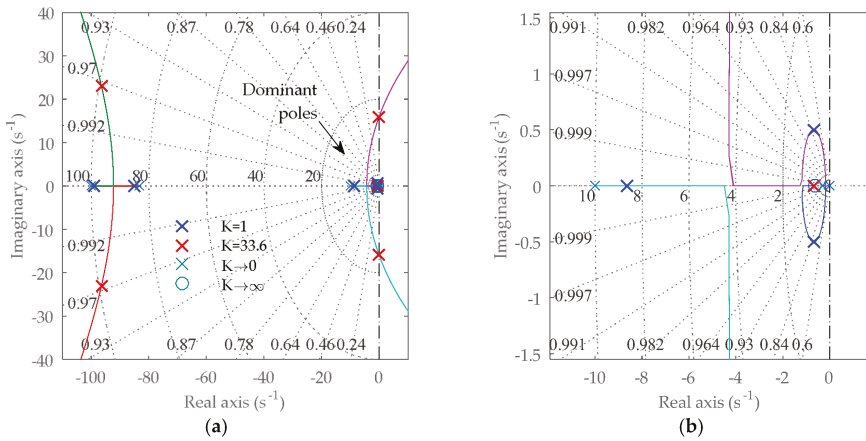 40
30
20
10
0
-10
-20
-30
-40
Imaginary axis (s⁻¹)
0.93 0.87 0.78 0.64 0.46 0.24
0.97
0.992
100 80 60 40 20
0.992
0.97
0.93 0.87 0.78 0.64 0.46 0.24
Dominant
poles
K=1
K=33.6
K→0
K→∞
-100 -80 -60 -40 -20 0
Real axis (s⁻¹)
(a)
1.5
1
0.5
0
-0.5
-1
-1.5
Imaginary axis (s⁻¹)
0.991 0.982 0.964 0.93 0.84 0.6
0.997
0.999
10 8 6 4 2
0.999
0.997
0.991 0.982 0.964 0.93 0.84 0.6
-10 -8 -6 -4 -2 0
Real axis (s⁻¹)
(b)